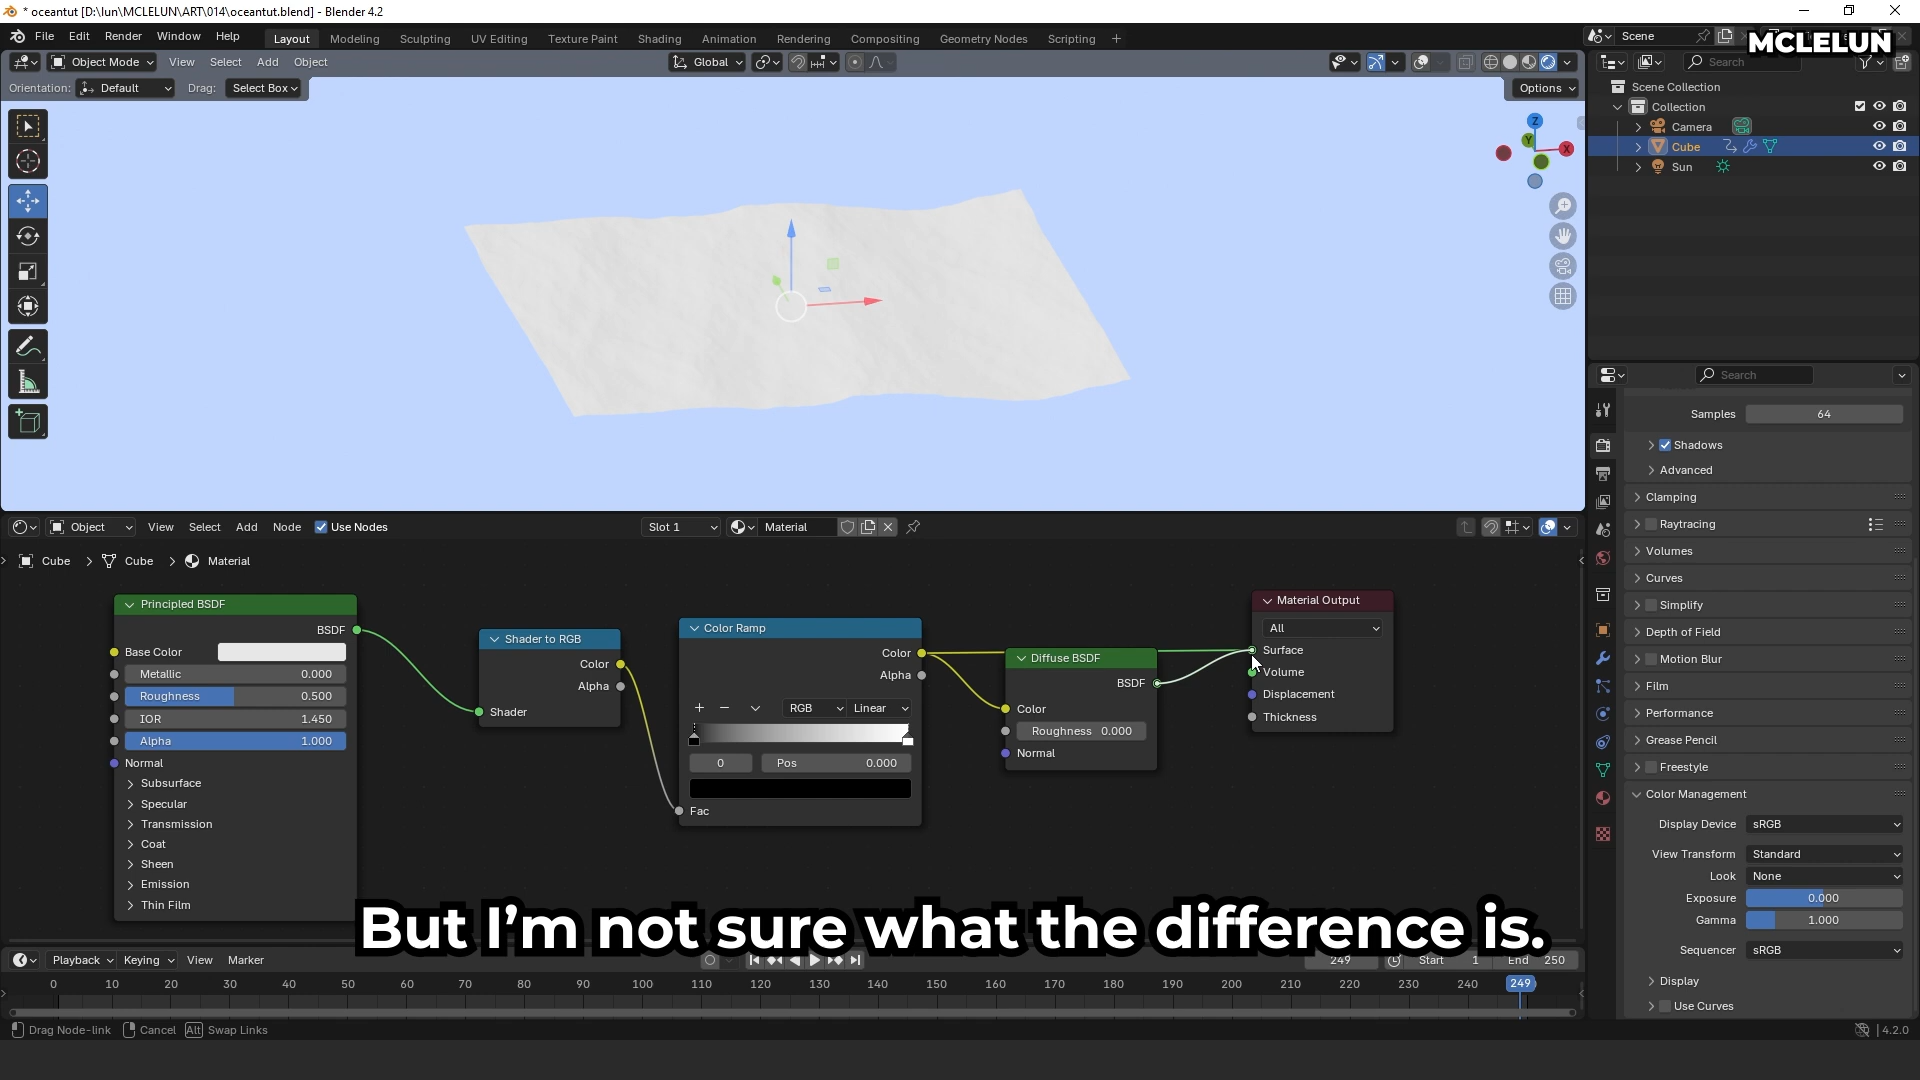 * oceantut [D:\lun\MCLELUN\ART\014\oceantut.blend] - Blender 4.2
File Edit Render Window Help
Layout Modeling Sculpting UV Editing Texture Paint Shading Animation Rendering Compositing Geometry Nodes Scripting +
Scene
MCLELUN
Object Mode View Select Add Object
Global
Search
Orientation: Default Drag: Select Box
Options
Scene Collection
Collection
Camera
Cube
Sun
Z
Y
X
Search
Samples 64
Shadows
Advanced
Clamping
Raytracing
Volumes
Curves
Simplify
Depth of Field
Motion Blur
Film
Performance
Grease Pencil
Freestyle
Color Management
Display Device sRGB
View Transform Standard
Look None
Exposure 0.000
Gamma 1.000
Sequencer sRGB
Display
Use Curves
Object View Select Add Node Use Nodes
Slot 1
Material
Cube Cube Material
Principled BSDF
BSDF
Base Color
Metallic 0.000
Roughness 0.500
IOR 1.450
Alpha 1.000
Normal
Subsurface
Specular
Transmission
Coat
Sheen
Emission
Thin Film
Shader to RGB
Color
Alpha
Shader
Color Ramp
Color
Alpha
RGB Linear
0 Pos 0.000
Fac
Diffuse BSDF
BSDF
Color
Roughness 0.000
Normal
Material Output
All
Surface
Volume
Displacement
Thickness
But I'm not sure what the difference is.
Playback Keying View Marker
249 Start 1 End 250
0 10 20 30 40 50 60 70 80 90 100 110 120 130 140 150 160 170 180 190 200 210 220 230 240 249
Drag Node-link Cancel Alt Swap Links
4.2.0